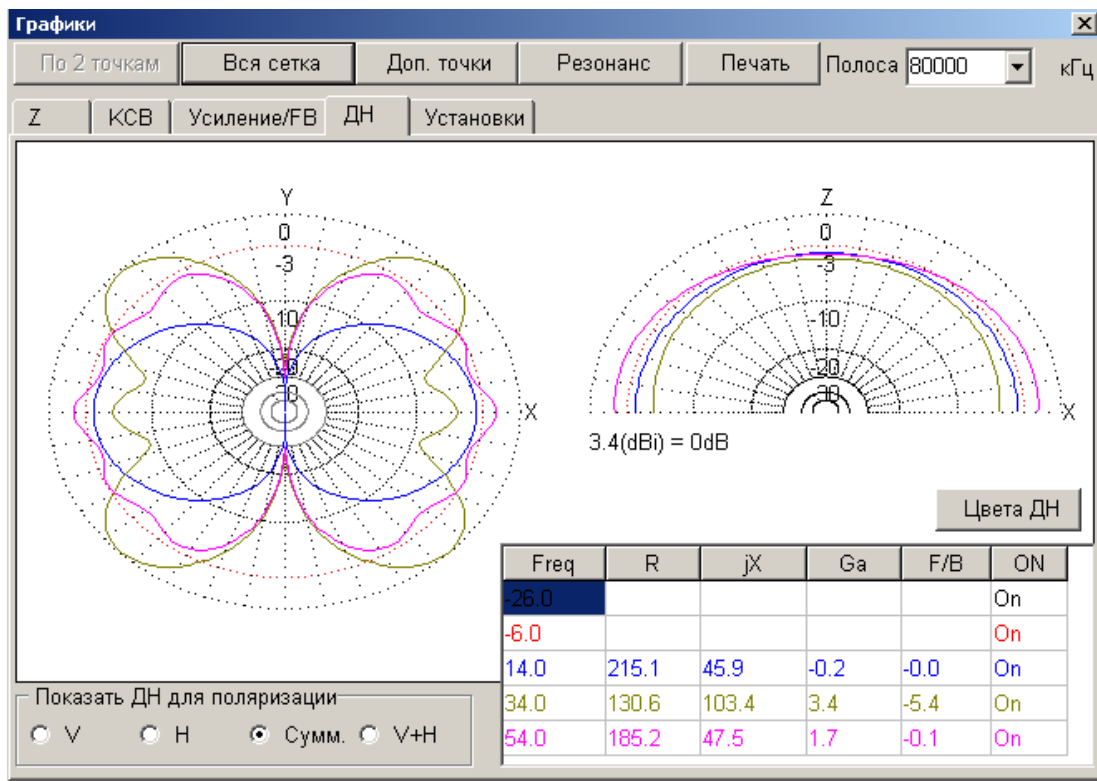 Графики
По 2 точкам Вся сетка Доп. точки Резонанс Печать Полоса 80000 кГц
Z КСВ Усиление/FB ДН Установки
Y Z
0 0
-3 -3
-10 -10
-20 -20
-30 -30
X X
3.4(dBi) = 0dB
Цвета ДН
Freq R jX Ga F/B ON
-26.0 On
-6.0 On
14.0 215.1 45.9 -0.2 -0.0 On
34.0 130.6 103.4 3.4 -5.4 On
54.0 185.2 47.5 1.7 -0.1 On
Показать ДН для поляризации
V H Сумм. V+H